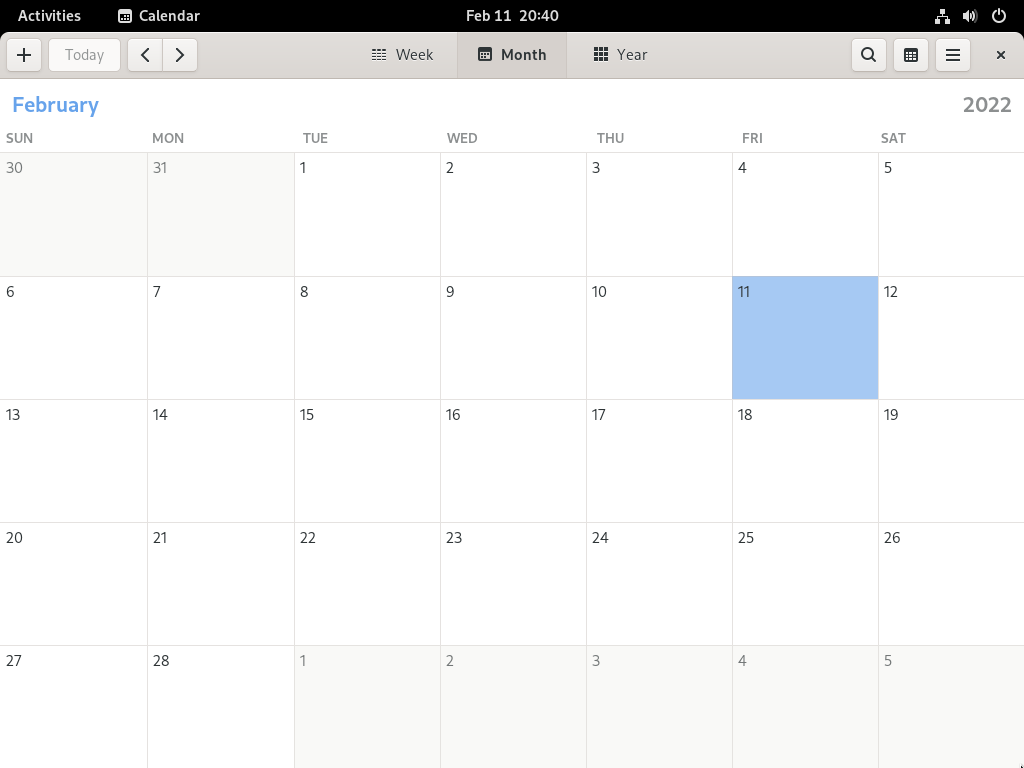 Activities Calendar Feb 11 20:40
Today Week Month Year
February 2022
SUN MON TUE WED THU FRI SAT
30 31 1 2 3 4 5
6 7 8 9 10 11 12
13 14 15 16 17 18 19
20 21 22 23 24 25 26
27 28 1 2 3 4 5